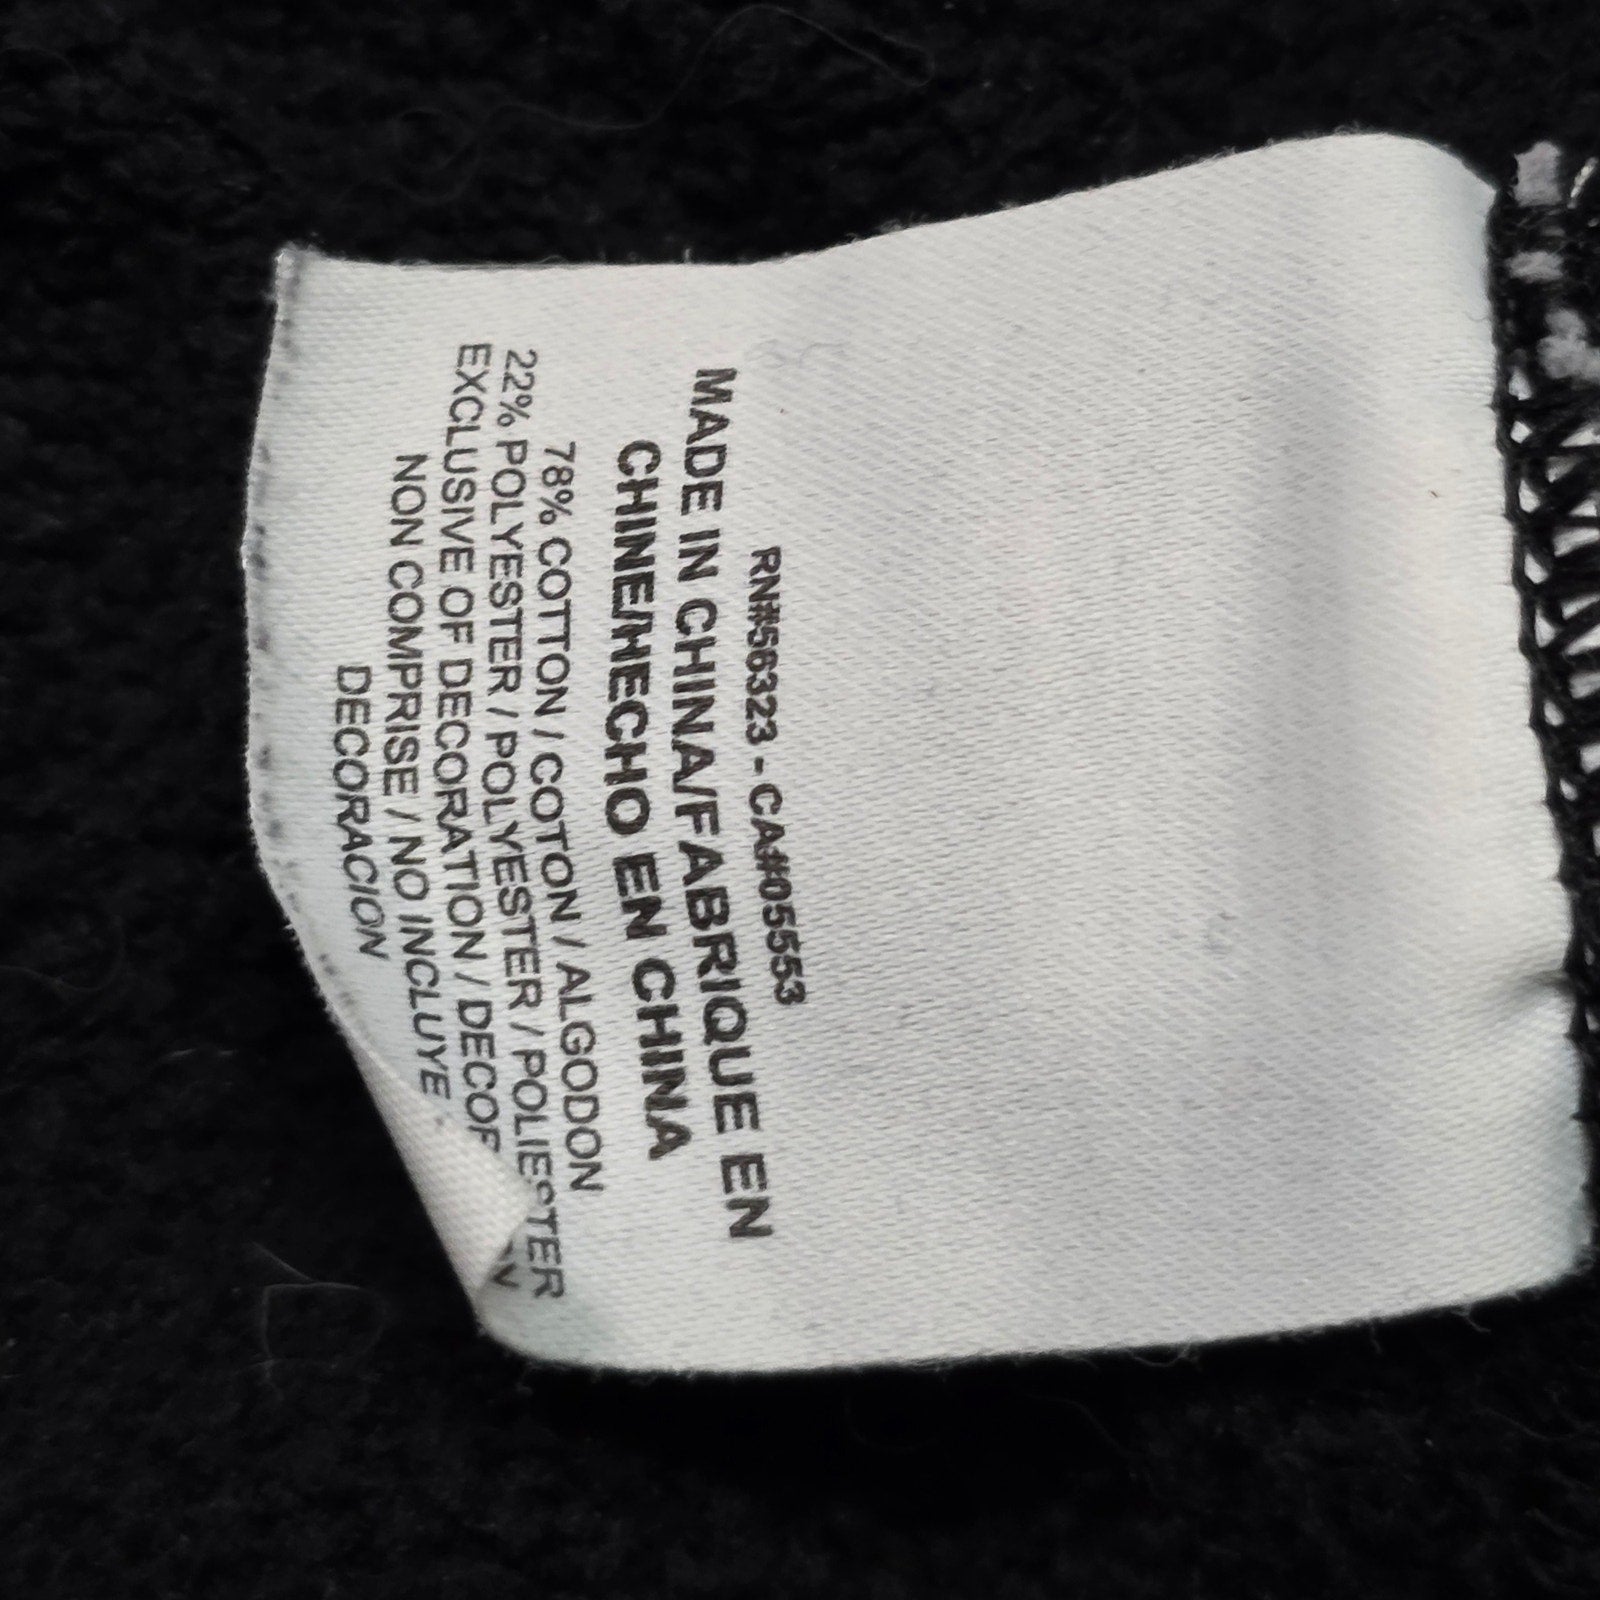 RN#56323 - CA#05553
MADE IN CHINA/FABRIQUE EN
CHINE/HECHO EN CHINA
78% COTTON / COTON / ALGODON
22% POLYESTER / POLYESTER / POLIESTER
EXCLUSIVE OF DECORATION /
NON COMPRISE / NO INCLUYE
DECORACION